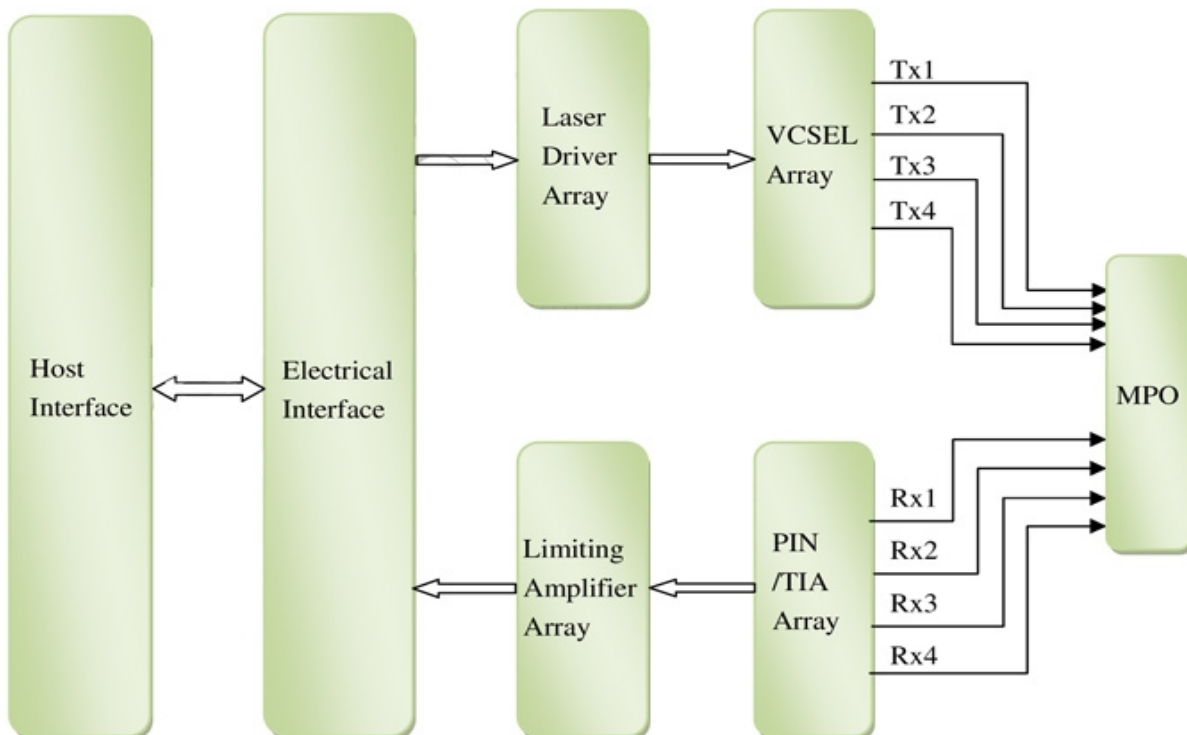 Host
Interface
Electrical
Interface
Laser
Driver
Array
VCSEL
Array
Tx1
Tx2
Tx3
Tx4
MPO
Limiting
Amplifier
Array
PIN
/TIA
Array
Rx1
Rx2
Rx3
Rx4